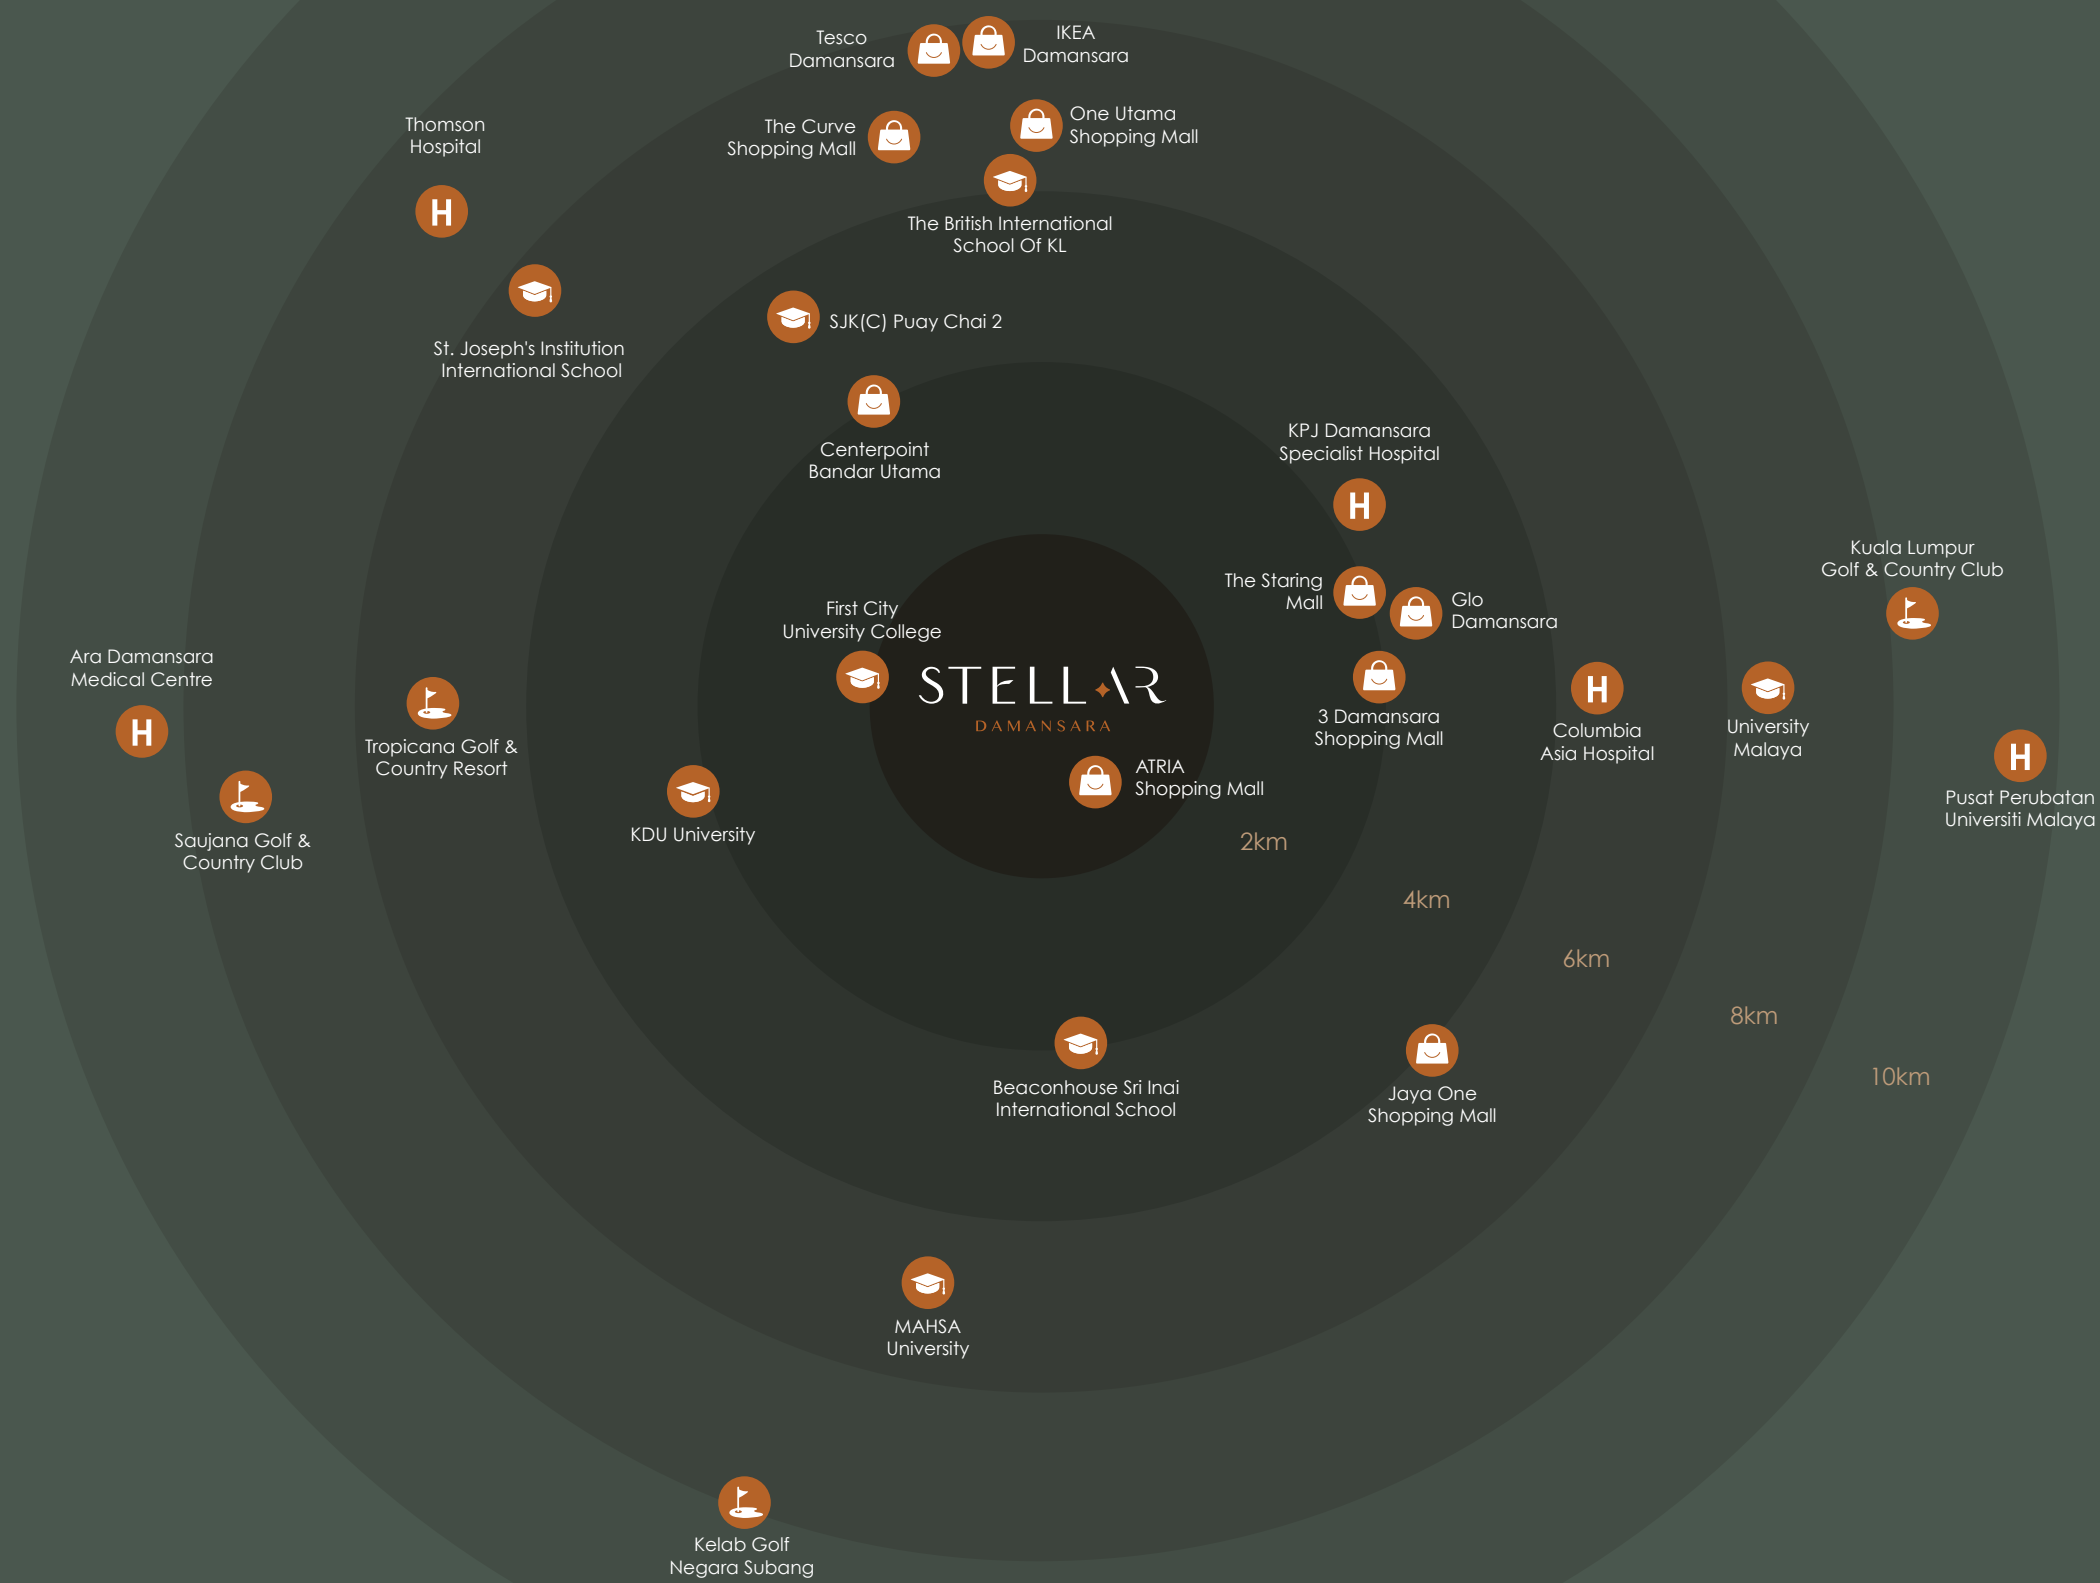 Tesco
Damansara
IKEA
Damansara
The Curve
Shopping Mall
One Utama
Shopping Mall
Thomson
Hospital
H
The British International
School Of KL
St. Joseph's Institution
International School
SJK(C) Puay Chai 2
Centerpoint
Bandar Utama
KPJ Damansara
Specialist Hospital
H
The Staring
Mall
Glo
Damansara
Kuala Lumpur
Golf & Country Club
First City
University College
STELLAR
DAMANSARA
Ara Damansara
Medical Centre
H
Tropicana Golf &
Country Resort
3 Damansara
Shopping Mall
H
Columbia
Asia Hospital
University
Malaya
H
Pusat Perubatan
Universiti Malaya
Saujana Golf &
Country Club
KDU University
ATRIA
Shopping Mall
2km
4km
6km
8km
10km
Beaconhouse Sri Inai
International School
Jaya One
Shopping Mall
MAHSA
University
Kelab Golf
Negara Subang